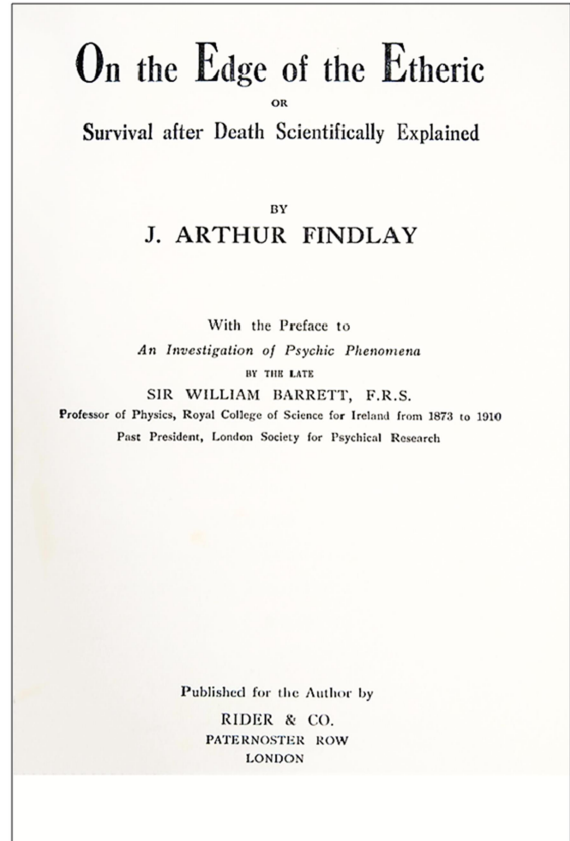 On the Edge of the Etheric
OR
Survival after Death Scientifically Explained
BY
J. ARTHUR FINDLAY
With the Preface to
An Investigation of Psychic Phenomena
BY THE LATE
SIR WILLIAM BARRETT, F.R.S.
Professor of Physics, Royal College of Science for Ireland from 1873 to 1910
Past President, London Society for Psychical Research
Published for the Author by
RIDER & CO.
PATERNOSTER ROW
LONDON